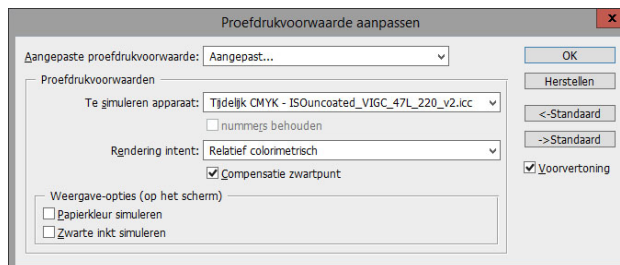 Proefdrukvoorwaarde aanpassen
x
Aangepaste proefdrukvoorwaarde: Aangepast...
Proefdrukvoorwaarden
Te simuleren apparaat: Tijdelijk CMYK - ISOuncoated_VIGC_47L_220_v2.icc
nummers behouden
Rendering intent: Relatief colorimetrisch
Compensatie zwartpunt
Weergave-opties (op het scherm)
Papierkleur simuleren
Zwarte inkt simuleren
OK
Herstellen
<-Standaard
->Standaard
Voorvertoning